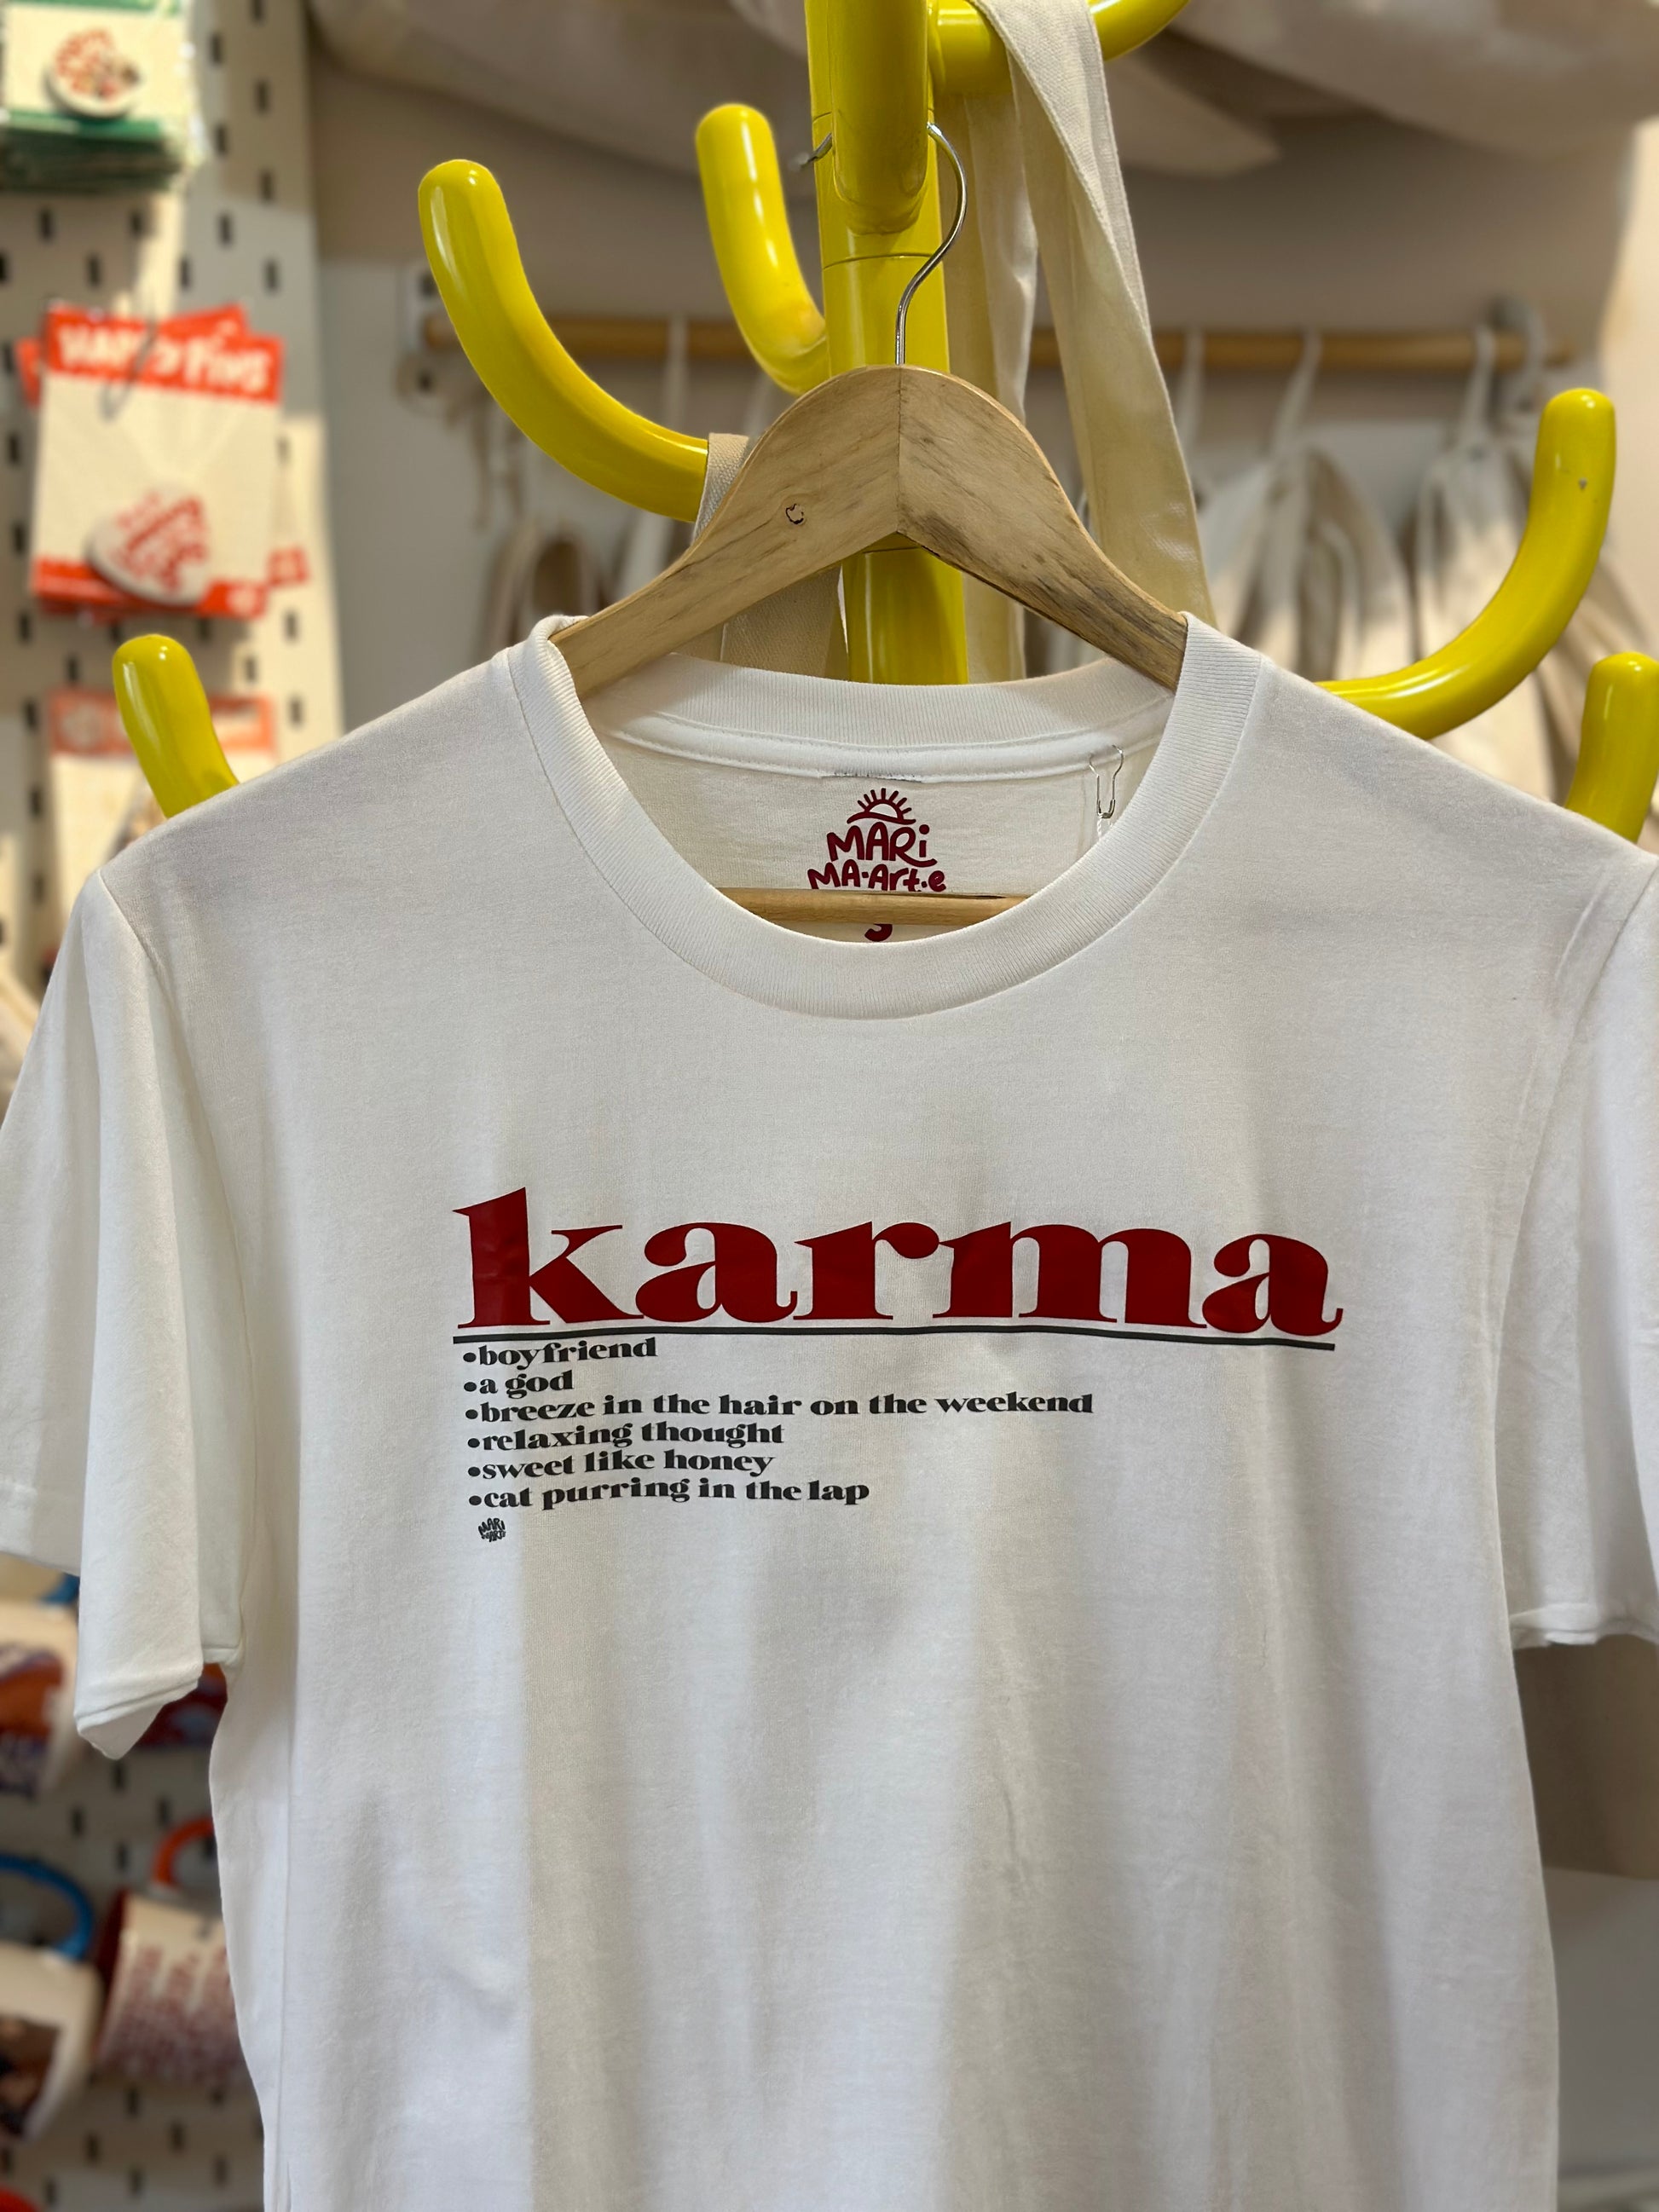 MARi
MA·Art·e
karma
•boyfriend
•a god
•breeze in the hair on the weekend
•relaxing thought
•sweet like honey
•cat purring in the lap
MARI